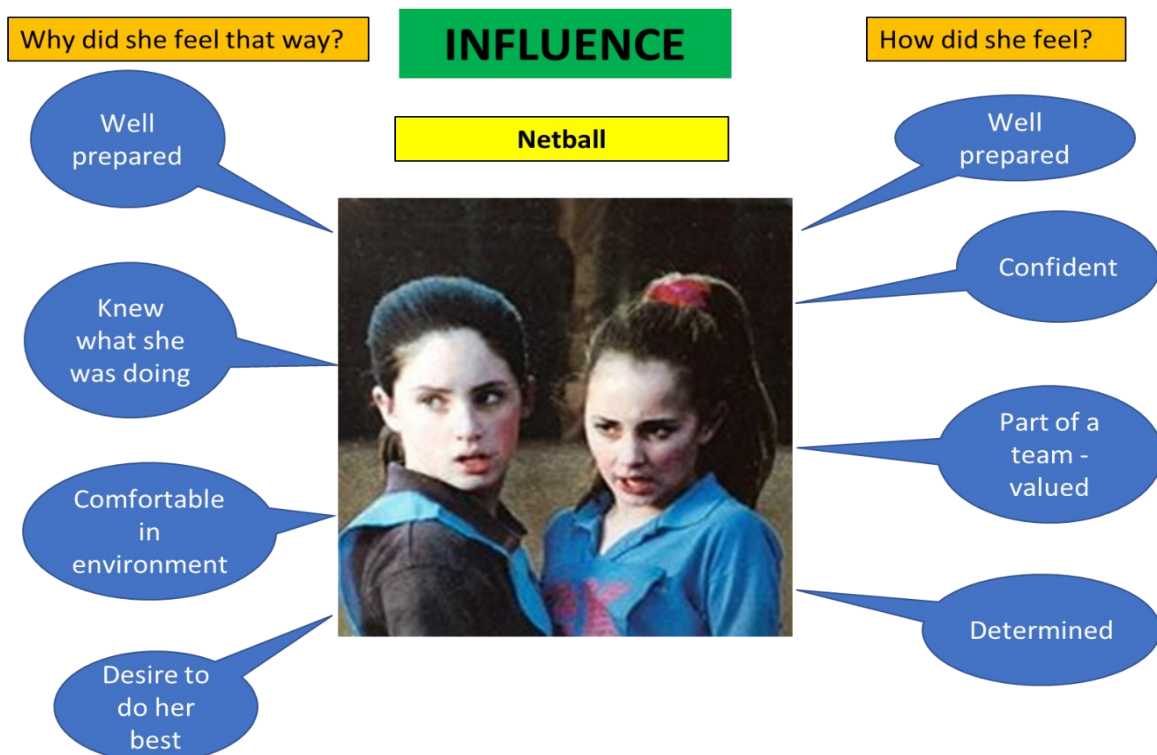 Why did she feel that way?
INFLUENCE
How did she feel?
Netball
Well
prepared
Knew
what she
was doing
Comfortable
in
environment
Desire to
do her
best
Well
prepared
Confident
Part of a
team -
valued
Determined